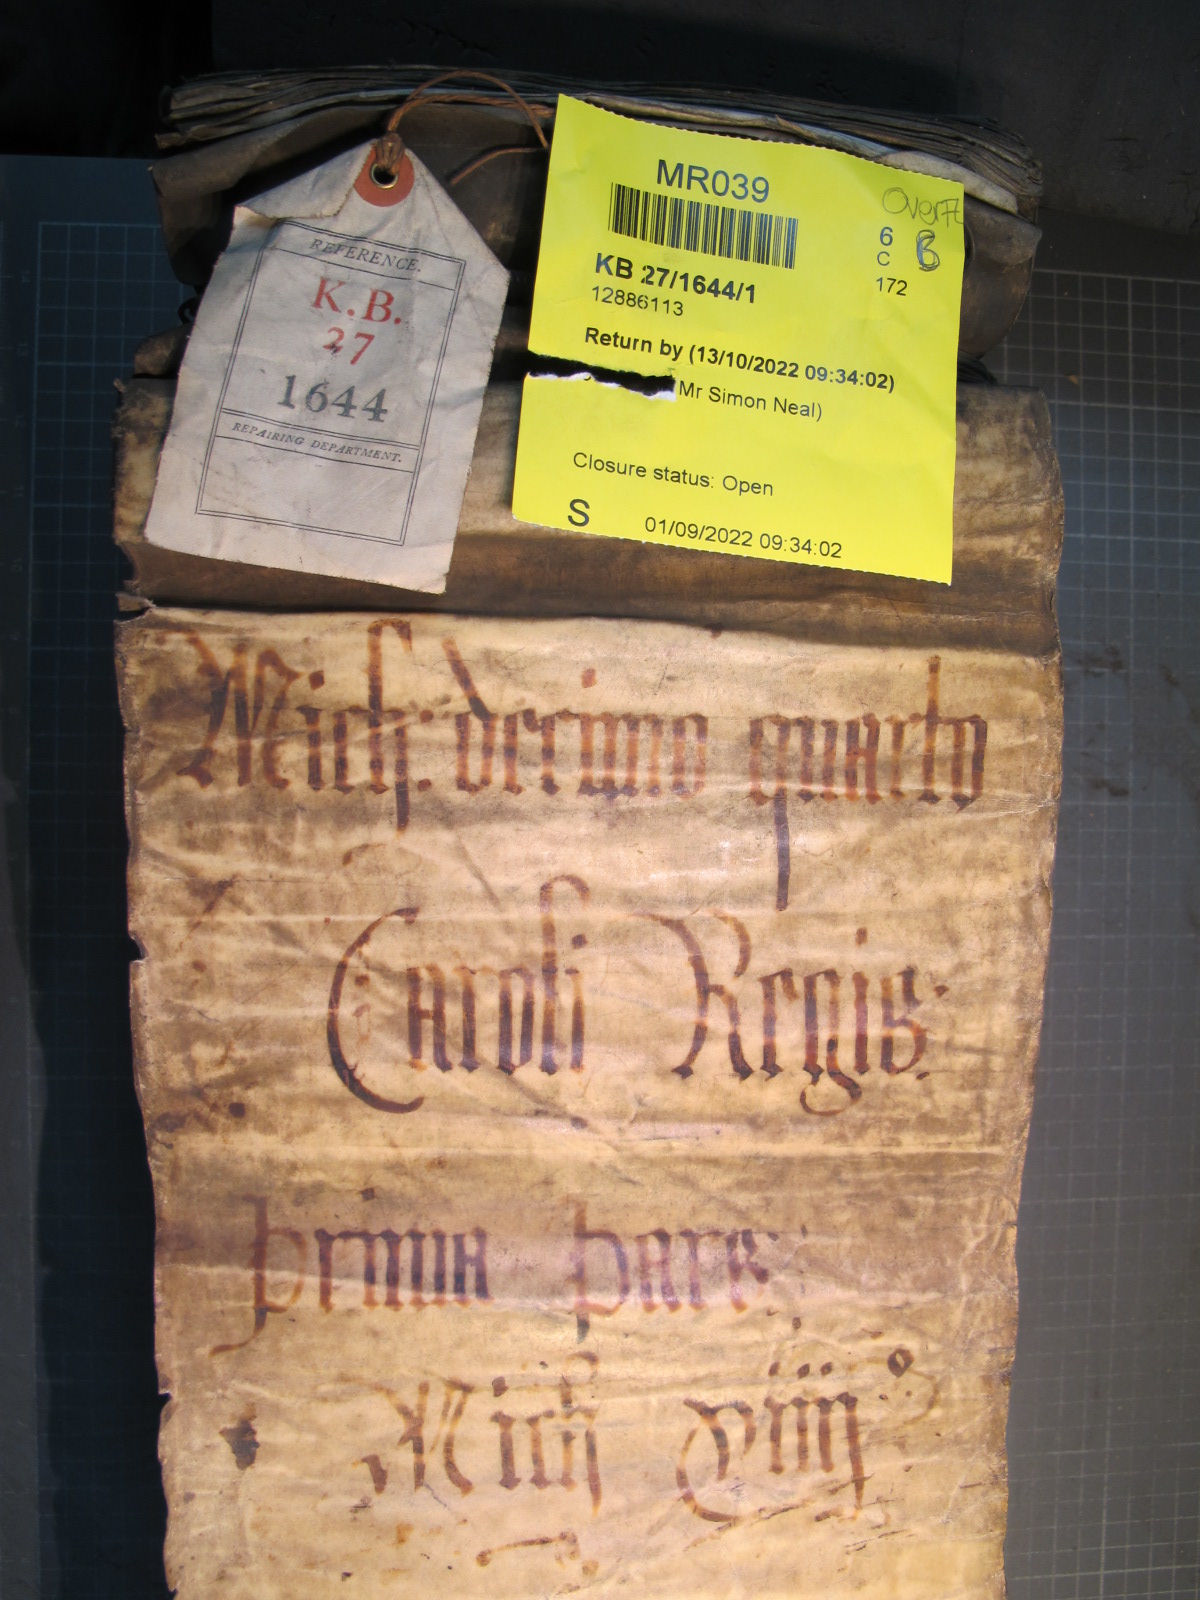 REFERENCE.
K.B.
27
1644
REPAIRING DEPARTMENT.
MR039
KB 27/1644/1
12886113
Return by (13/10/2022 09:34:02)
(Mr Simon Neal)
Closure status: Open
S 01/09/2022 09:34:02
6
C
172
B
Mich: decimo quarto
Caroli Regis.
prima pars
Mich xiiij